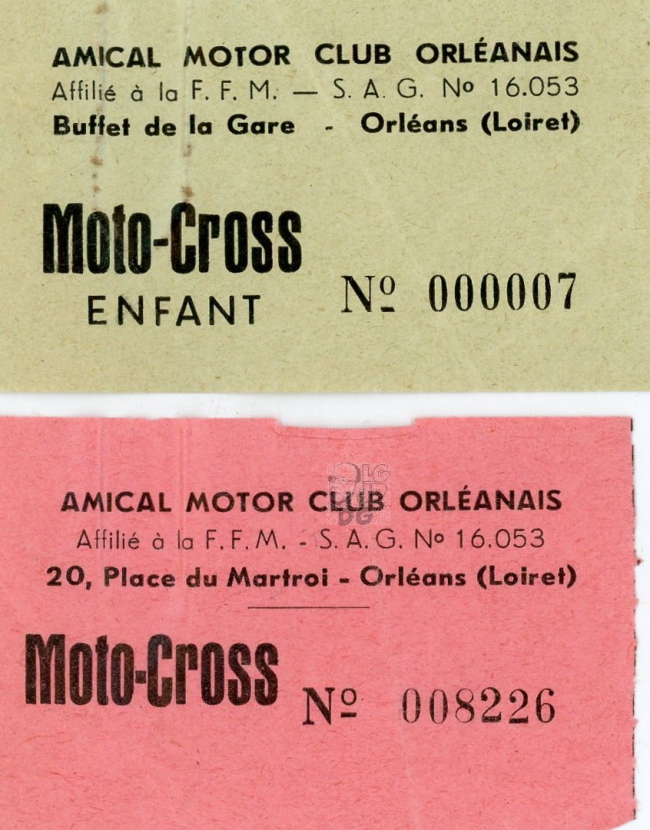 AMICAL MOTOR CLUB ORLÉANAIS
Affilié à la F. F. M. — S. A. G. Nº 16.053
Buffet de la Gare - Orléans (Loiret)
Moto-Cross
ENFANT
Nº 000007
AMICAL MOTOR CLUB ORLÉANAIS
Affilié à la F. F. M. - S. A. G. Nº 16.053
20, Place du Martroi - Orléans (Loiret)
Moto-Cross
Nº 008226